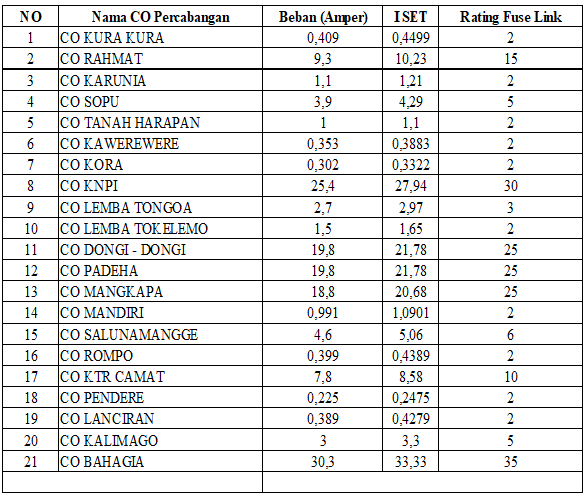 NO Nama CO Percabangan Beban (Amper) ISET Rating Fuse Link
1 CO KURA KURA 0,409 0,4499 2
2 CO RAHMAT 9,3 10,23 15
3 CO KARUNIA 1,1 1,21 2
4 CO SOPU 3,9 4,29 5
5 CO TANAH HARAPAN 1 1,1 2
6 CO KAWEREWERE 0,353 0,3883 2
7 CO KORA 0,302 0,3322 2
8 CO KNPI 25,4 27,94 30
9 CO LEMBA TONGOA 2,7 2,97 3
10 CO LEMBA TOKELEMO 1,5 1,65 2
11 CO DONGI - DONGI 19,8 21,78 25
12 CO PADEHA 19,8 21,78 25
13 CO MANGKAPA 18,8 20,68 25
14 CO MANDIRI 0,991 1,0901 2
15 CO SALUNAMANGGE 4,6 5,06 6
16 CO ROMPO 0,399 0,4389 2
17 CO KTR CAMAT 7,8 8,58 10
18 CO PENDERE 0,225 0,2475 2
19 CO LANCIRAN 0,389 0,4279 2
20 CO KALIMAGO 3 3,3 5
21 CO BAHAGIA 30,3 33,33 35